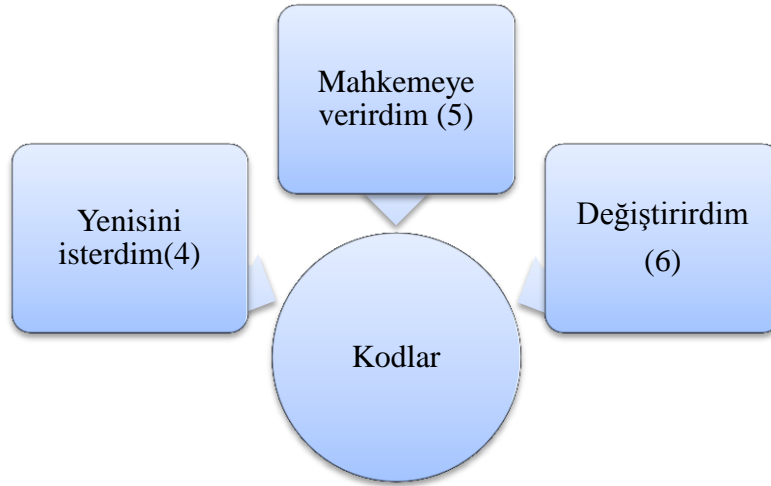 Mahkemeye
verirdim (5)
Yenisini
isterdim(4)
Değiştirirdim
(6)
Kodlar